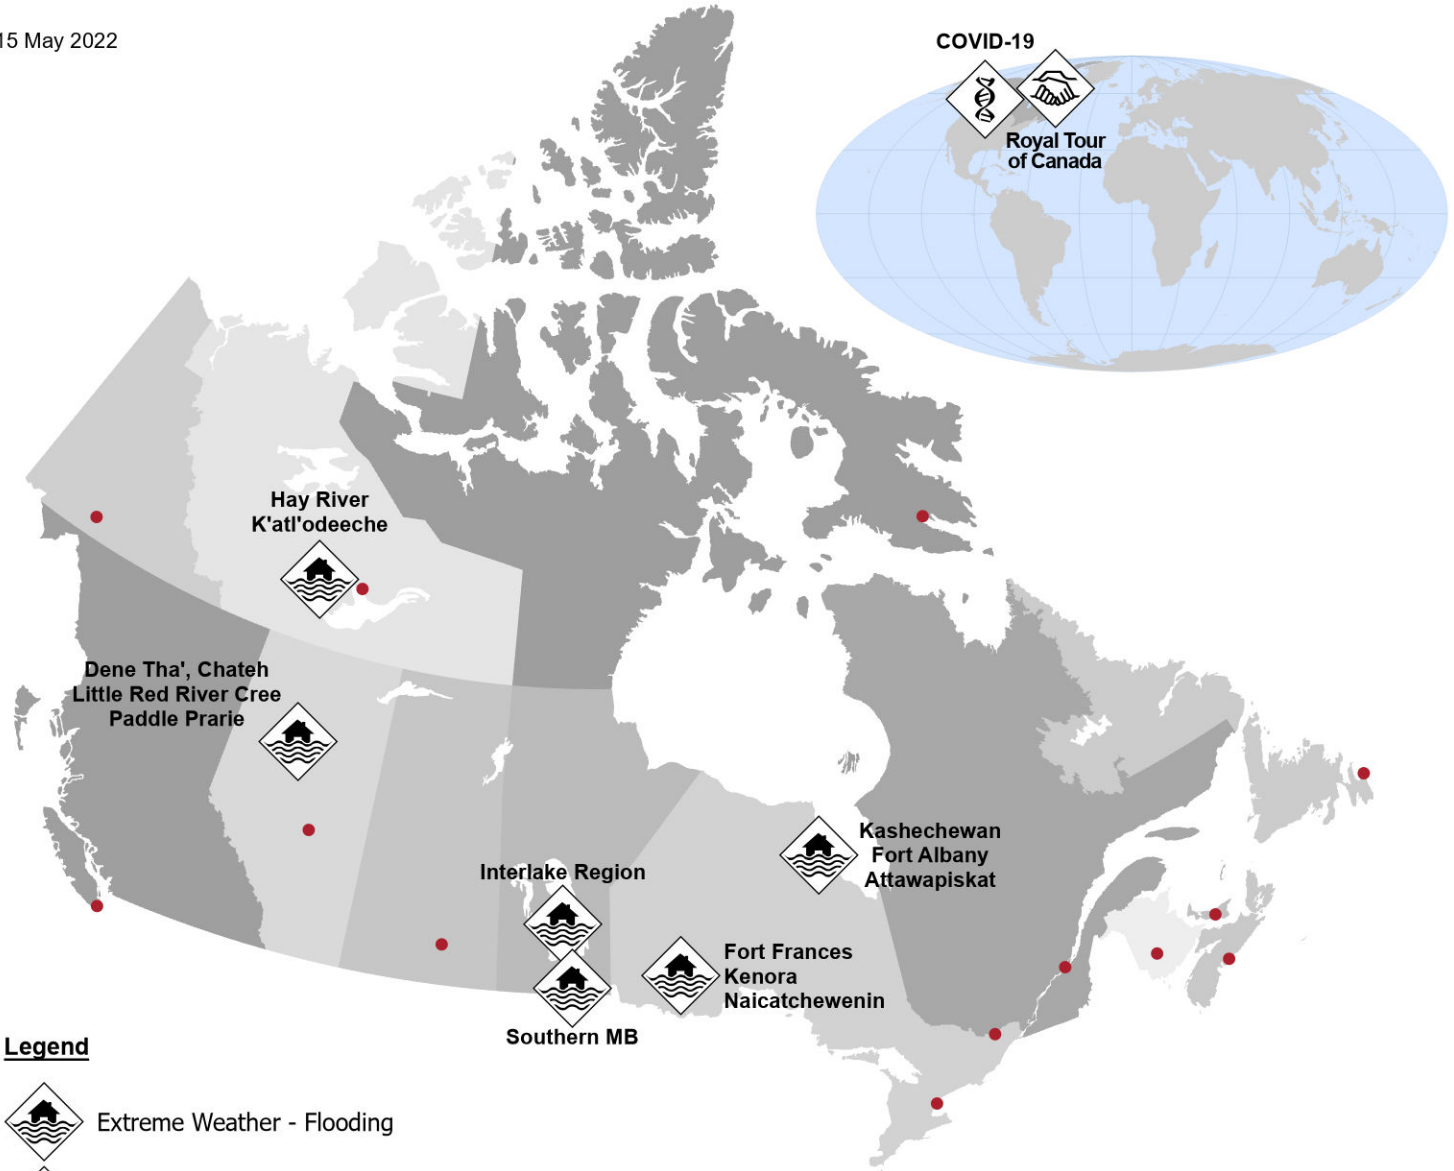 15 May 2022
COVID-19
Royal Tour
of Canada
Hay River
K'atl'odeeche
Dene Tha', Chateh
Little Red River Cree
Paddle Prarie
Interlake Region
Southern MB
Kashechewan
Fort Albany
Attawapiskat
Fort Frances
Kenora
Naicatchewenin
Legend
Extreme Weather - Flooding